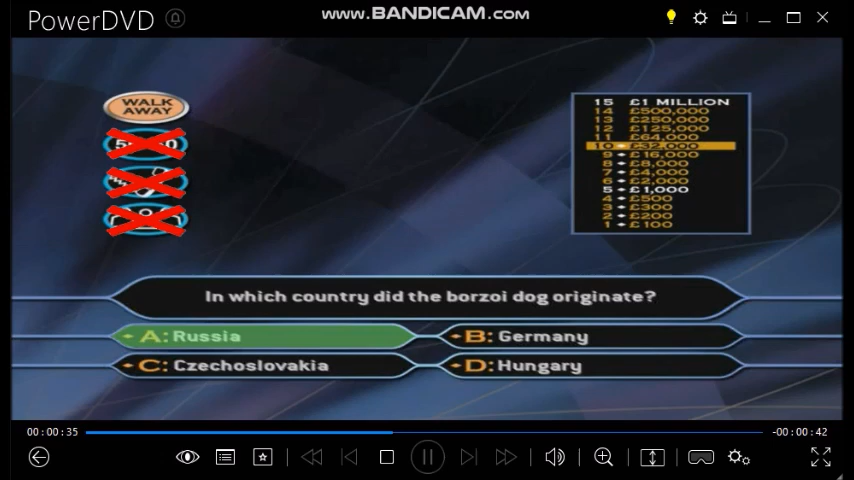 PowerDVD
www.BANDICAM.com
WALK
AWAY
15 £1 MILLION
14 £500,000
13 £250,000
12 £125,000
11 £64,000
10 £32,000
9 £16,000
8 £8,000
7 £4,000
6 £2,000
5 £1,000
4 £500
3 £300
2 £200
1 £100
In which country did the borzoi dog originate?
A: Russia
B: Germany
C: Czechoslovakia
D: Hungary
00:00:35
-00:00:42